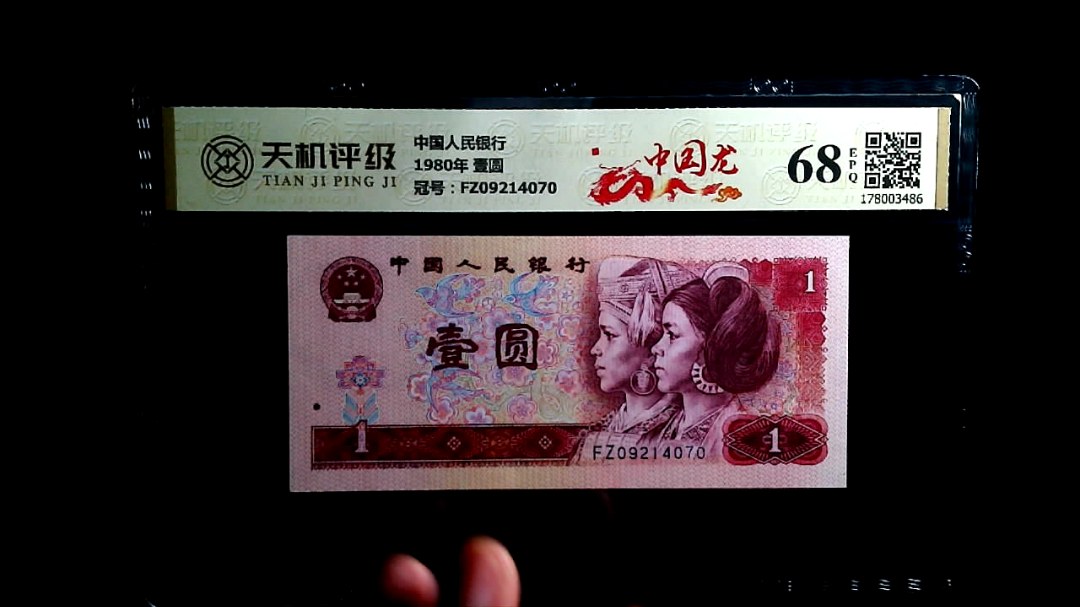 天机评级
TIAN JI PING JI
中国人民银行
1980年 壹圆
冠号：FZ09214070
中国龙
68
EPQ
178003486
中国人民银行
1
壹圆
1
FZ09214070
1